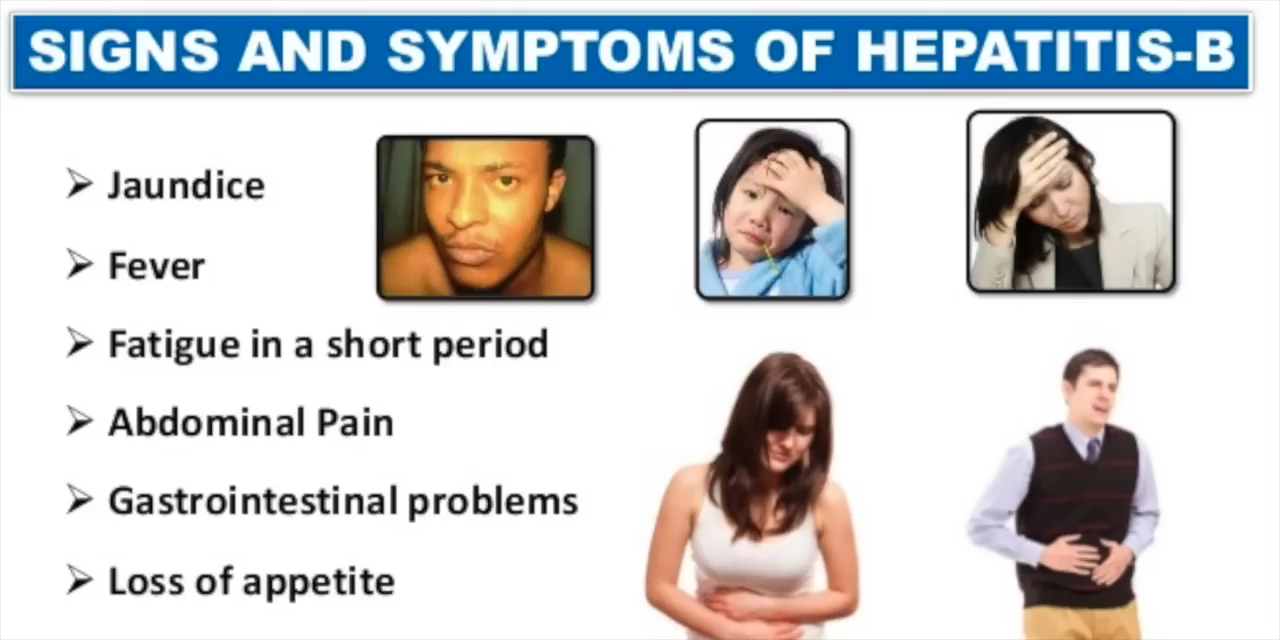 SIGNS AND SYMPTOMS OF HEPATITIS-B
Jaundice
Fever
Fatigue in a short period
Abdominal Pain
Gastrointestinal problems
Loss of appetite